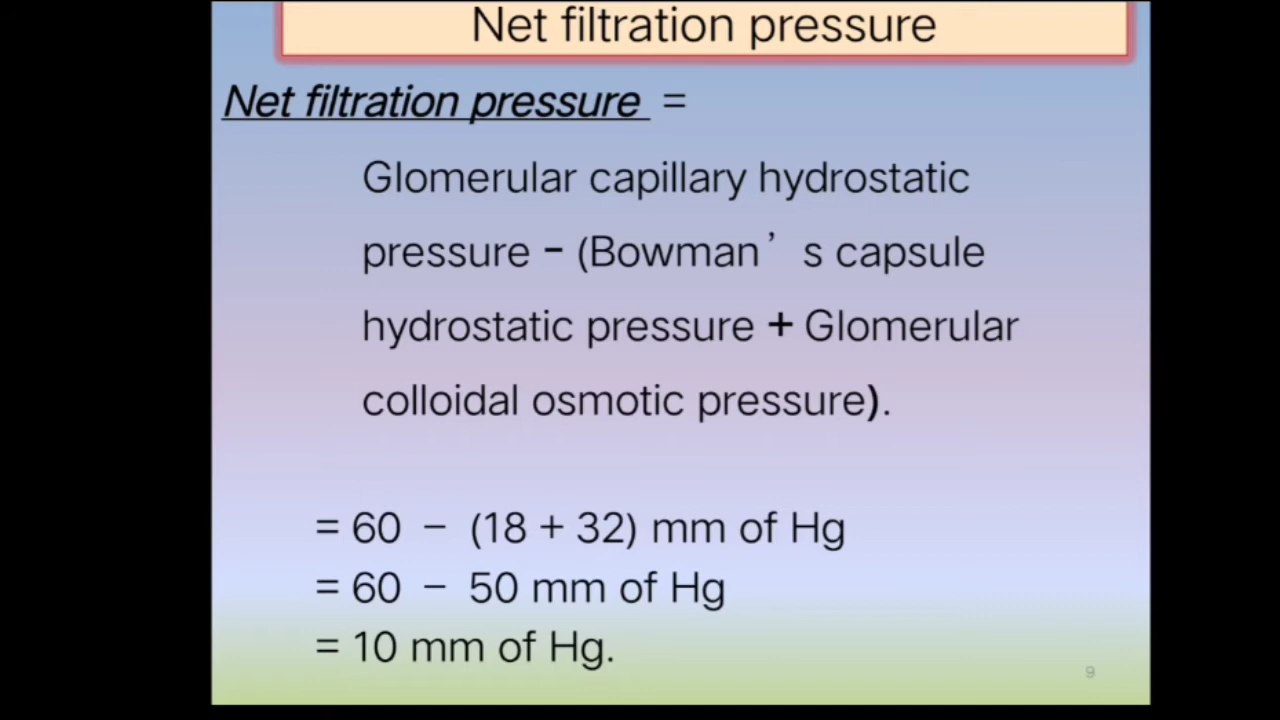 Net filtration pressure
Net filtration pressure =
Glomerular capillary hydrostatic
pressure – (Bowman’ s capsule
hydrostatic pressure + Glomerular
colloidal osmotic pressure).
= 60 – (18 + 32) mm of Hg
= 60 – 50 mm of Hg
= 10 mm of Hg.
9